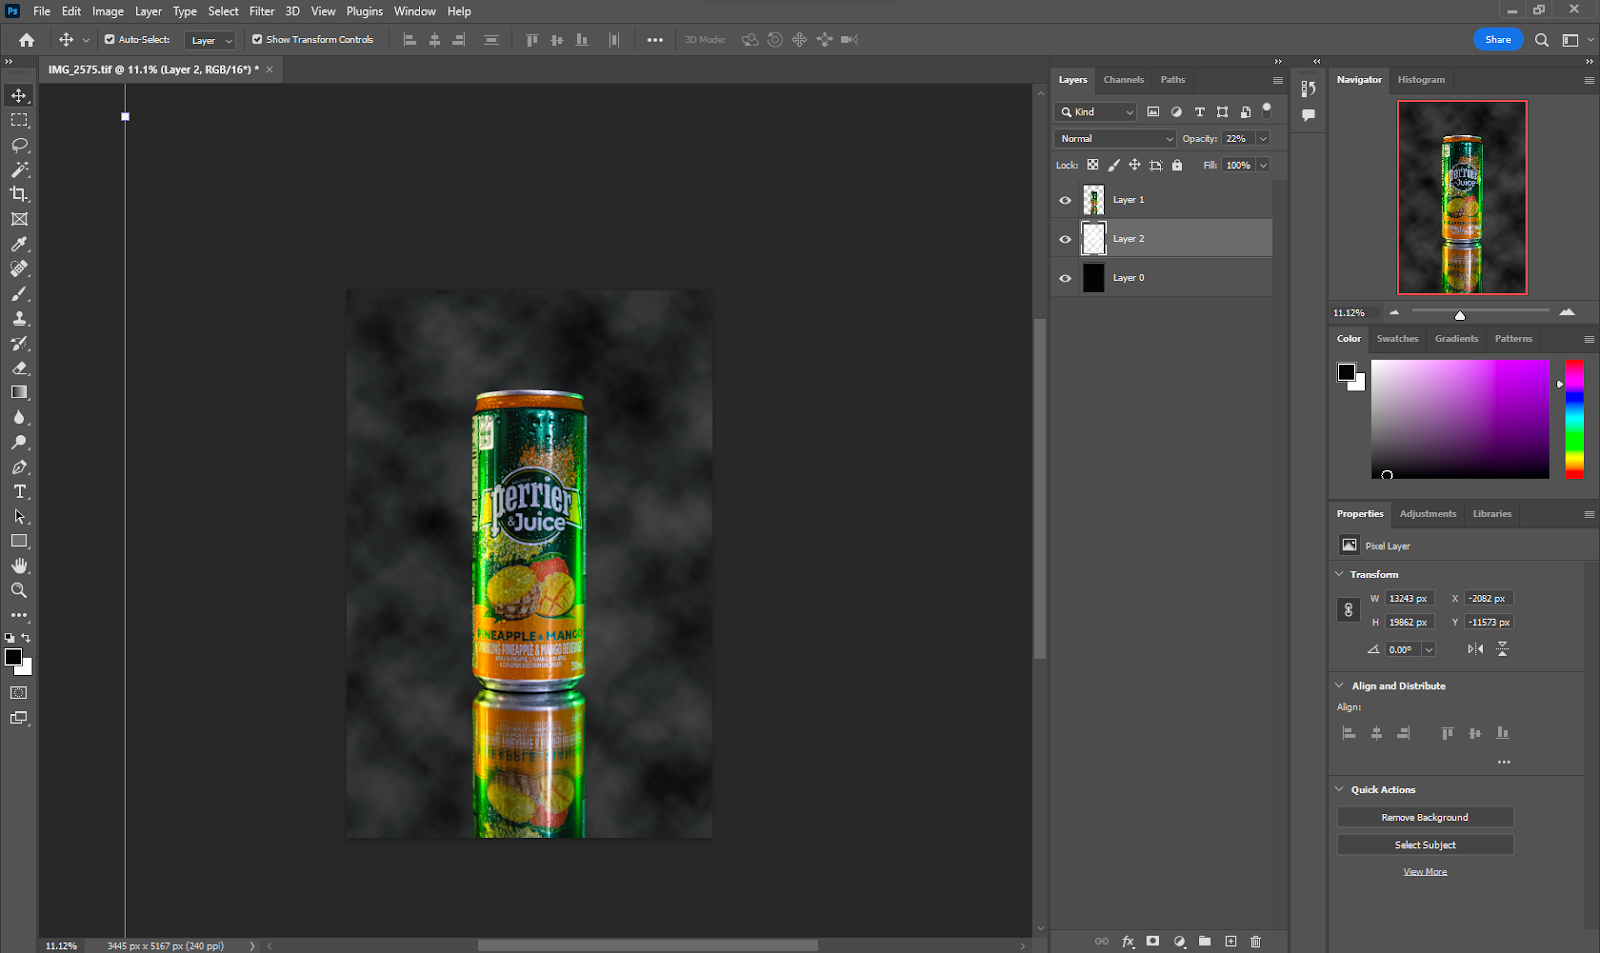 Ps File Edit Image Layer Type Select Filter 3D View Plugins Window Help
Auto-Select: Layer Show Transform Controls 3D Mode: Share
IMG_2575.tif @ 11.1% (Layer 2, RGB/16*) *
Layers Channels Paths
Kind
Normal Opacity: 22%
Lock: Fill: 100%
Layer 1
Layer 2
Layer 0
Navigator Histogram
11.12%
Color Swatches Gradients Patterns
Properties Adjustments Libraries
Pixel Layer
Transform
W 13243 px X -2082 px
H 19862 px Y -11573 px
0.00°
Align and Distribute
Align:
Quick Actions
Remove Background
Select Subject
View More
perrier
& Juice
PINEAPPLE & MANGO
PINEAPPLE & MANGO BEVERAGE
11.12% 3445 px x 5167 px (240 ppi)